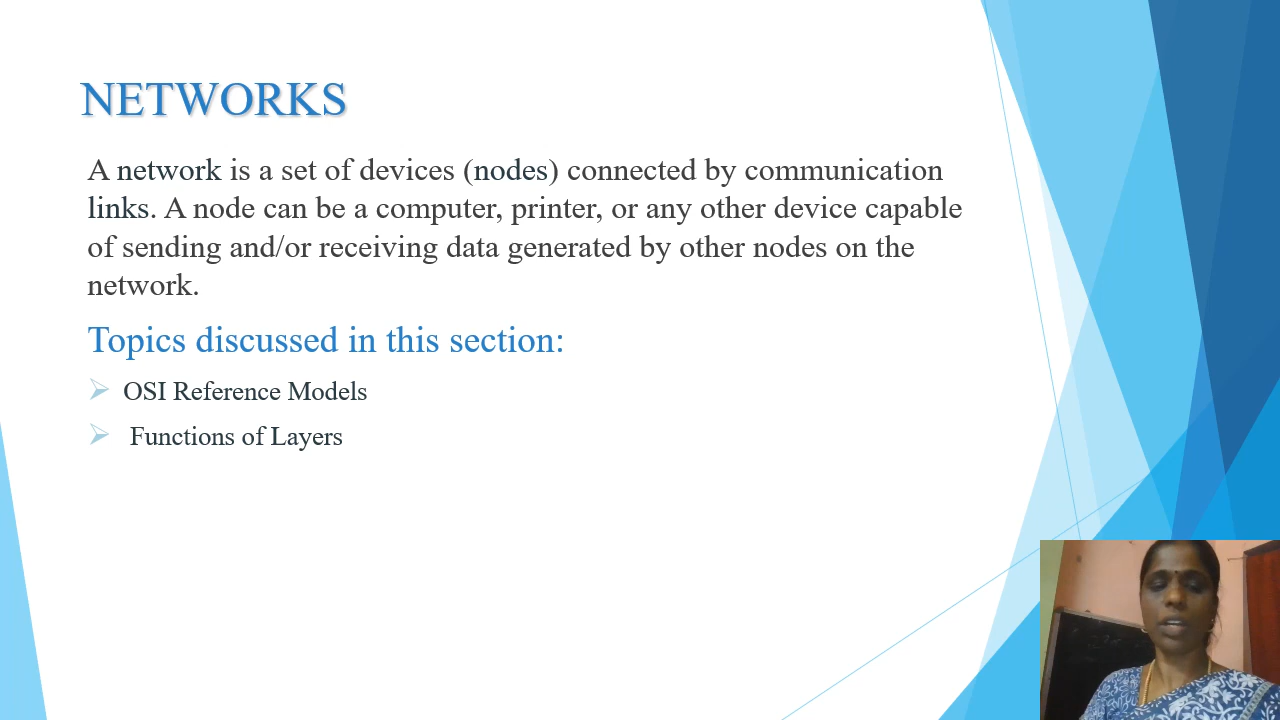 NETWORKS
A network is a set of devices (nodes) connected by communication
links. A node can be a computer, printer, or any other device capable
of sending and/or receiving data generated by other nodes on the
network.
Topics discussed in this section:
OSI Reference Models
Functions of Layers